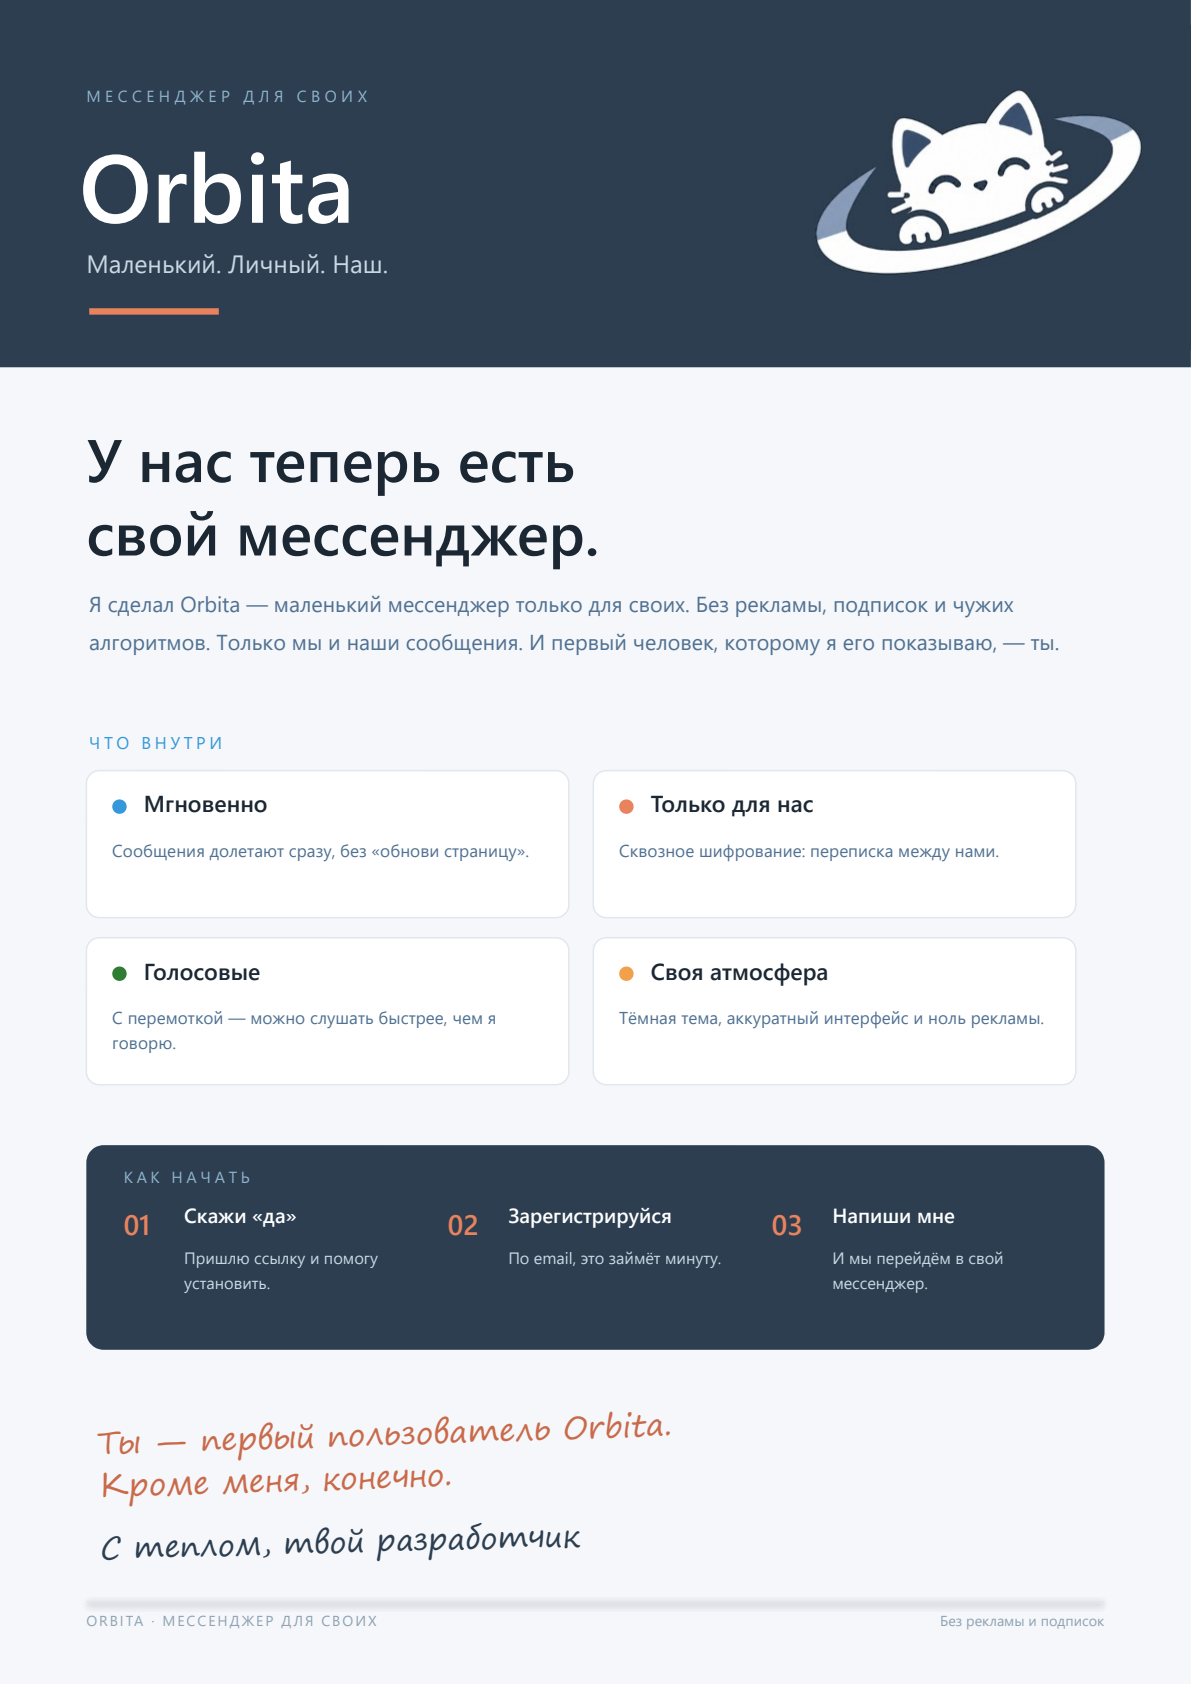 МЕССЕНДЖЕР ДЛЯ СВОИХ
Orbita
Маленький. Личный. Наш.
У нас теперь есть
свой мессенджер.
Я сделал Orbita — маленький мессенджер только для своих. Без рекламы, подписок и чужих
алгоритмов. Только мы и наши сообщения. И первый человек, которому я его показываю, — ты.
ЧТО ВНУТРИ
Мгновенно
Сообщения долетают сразу, без «обнови страницу».
Только для нас
Сквозное шифрование: переписка между нами.
Голосовые
С перемоткой — можно слушать быстрее, чем я
говорю.
Своя атмосфера
Тёмная тема, аккуратный интерфейс и ноль рекламы.
КАК НАЧАТЬ
01 Скажи «да»
Пришлю ссылку и помогу
установить.
02 Зарегистрируйся
По email, это займёт минуту.
03 Напиши мне
И мы перейдём в свой
мессенджер.
Ты — первый пользователь Orbita.
Кроме меня, конечно.
С теплом, твой разработчик
ORBITA · МЕССЕНДЖЕР ДЛЯ СВОИХ
Без рекламы и подписок